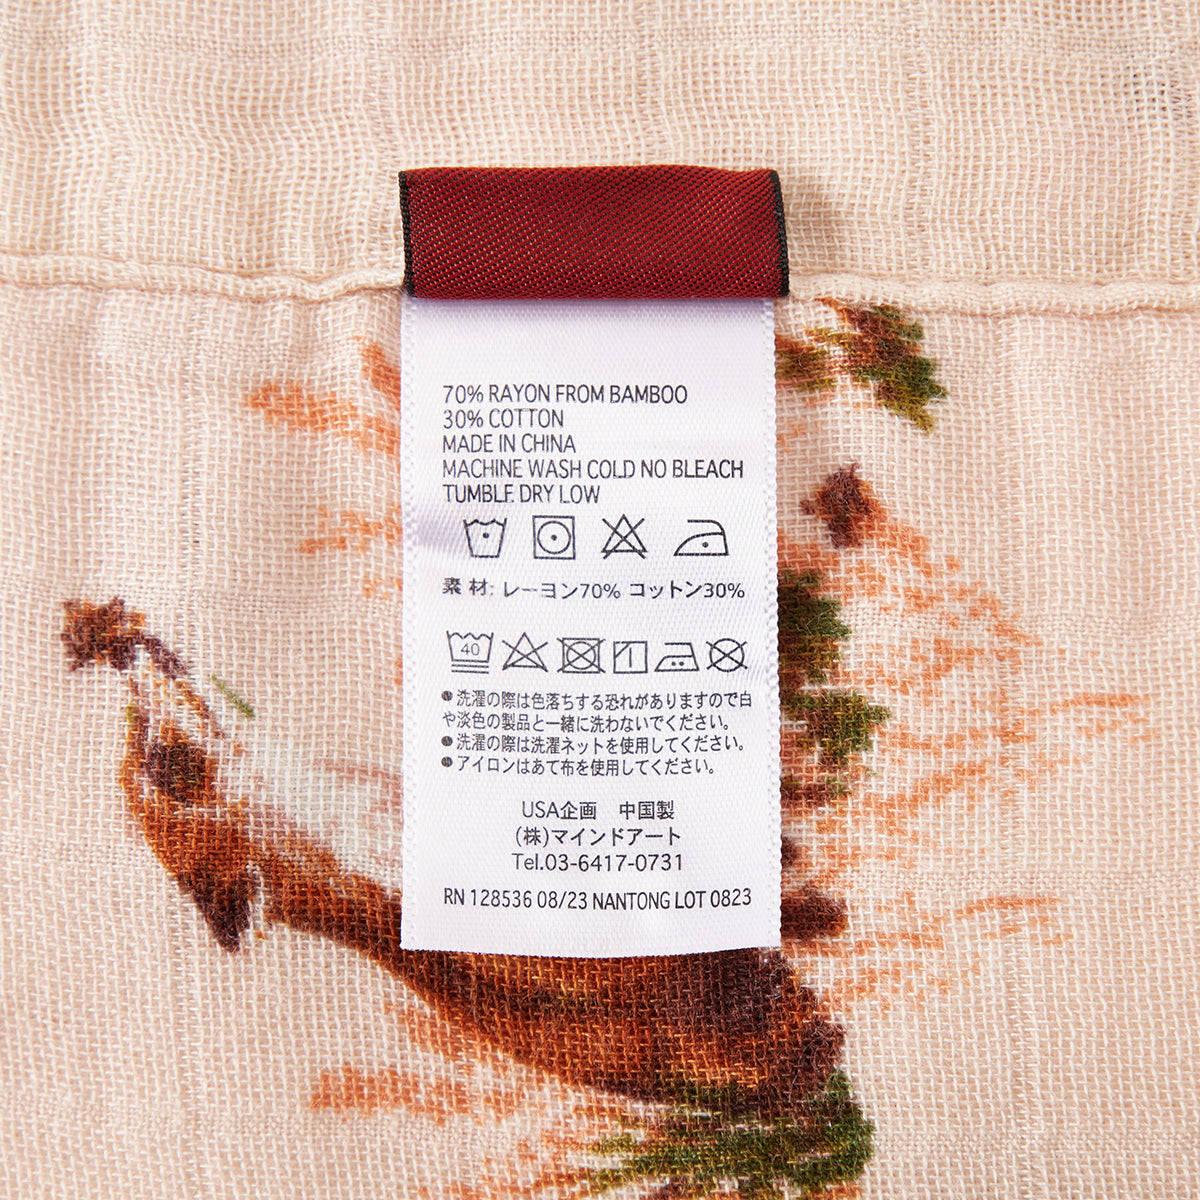 70% RAYON FROM BAMBOO
30% COTTON
MADE IN CHINA
MACHINE WASH COLD NO BLEACH
TUMBLE DRY LOW
素 材: レーヨン70% コットン30%
40
●洗濯の際は色落ちする恐れがありますので白
や淡色の製品と一緒に洗わないでください。
●洗濯の際は洗濯ネットを使用してください。
●アイロンはあて布を使用してください。
USA企画 中国製
(株)マインドアート
Tel.03-6417-0731
RN 128536 08/23 NANTONG LOT 0823